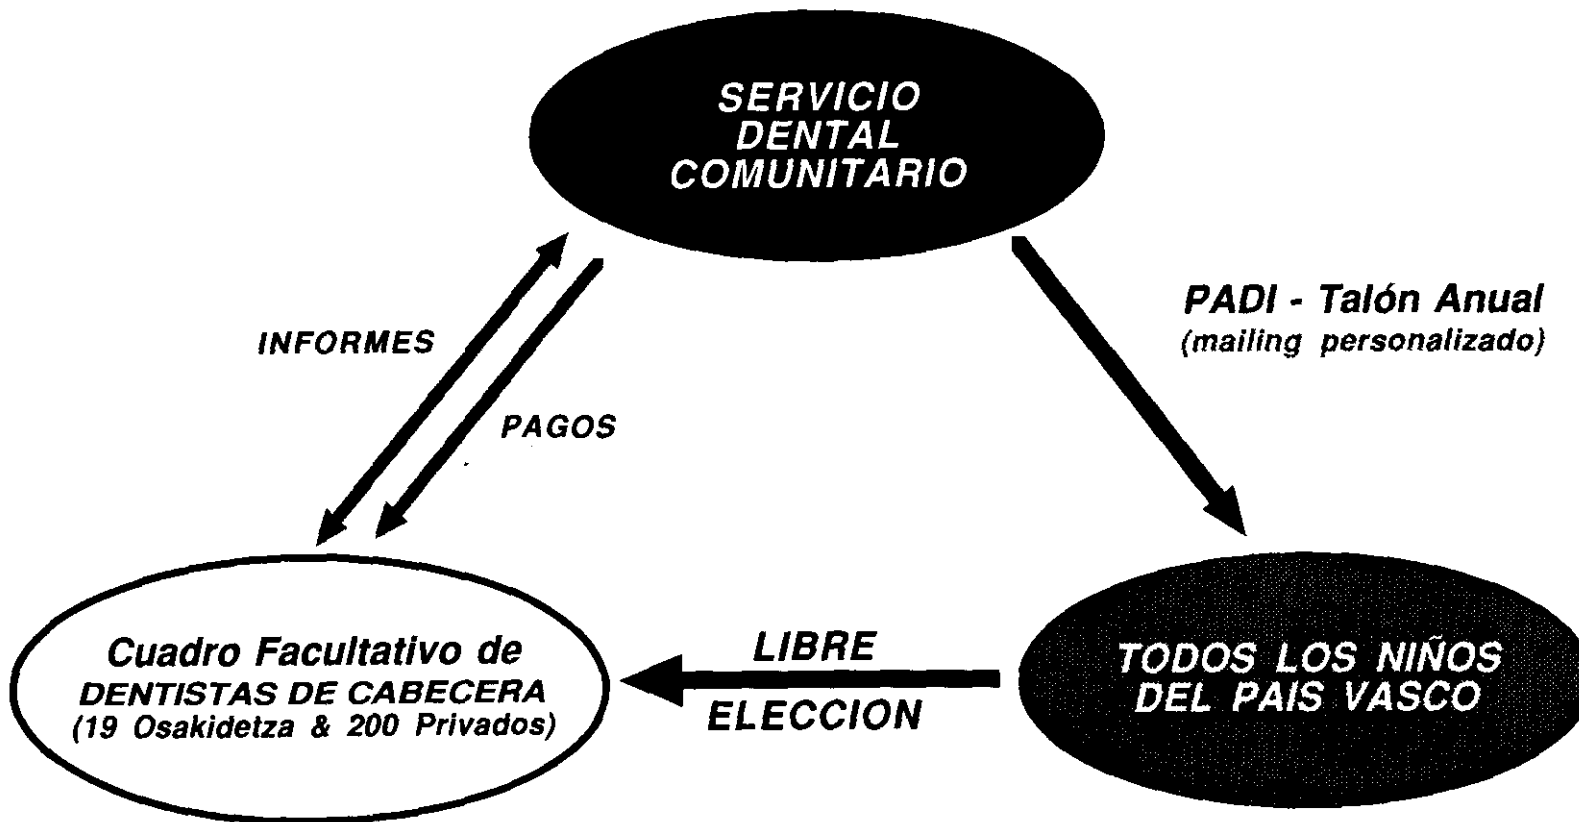 SERVICIO
DENTAL
COMUNITARIO
INFORMES
PAGOS
PADI - Talón Anual
(mailing personalizado)
Cuadro Facultativo de
DENTISTAS DE CABECERA
(19 Osakidetza & 200 Privados)
LIBRE
ELECCION
TODOS LOS NIÑOS
DEL PAIS VASCO